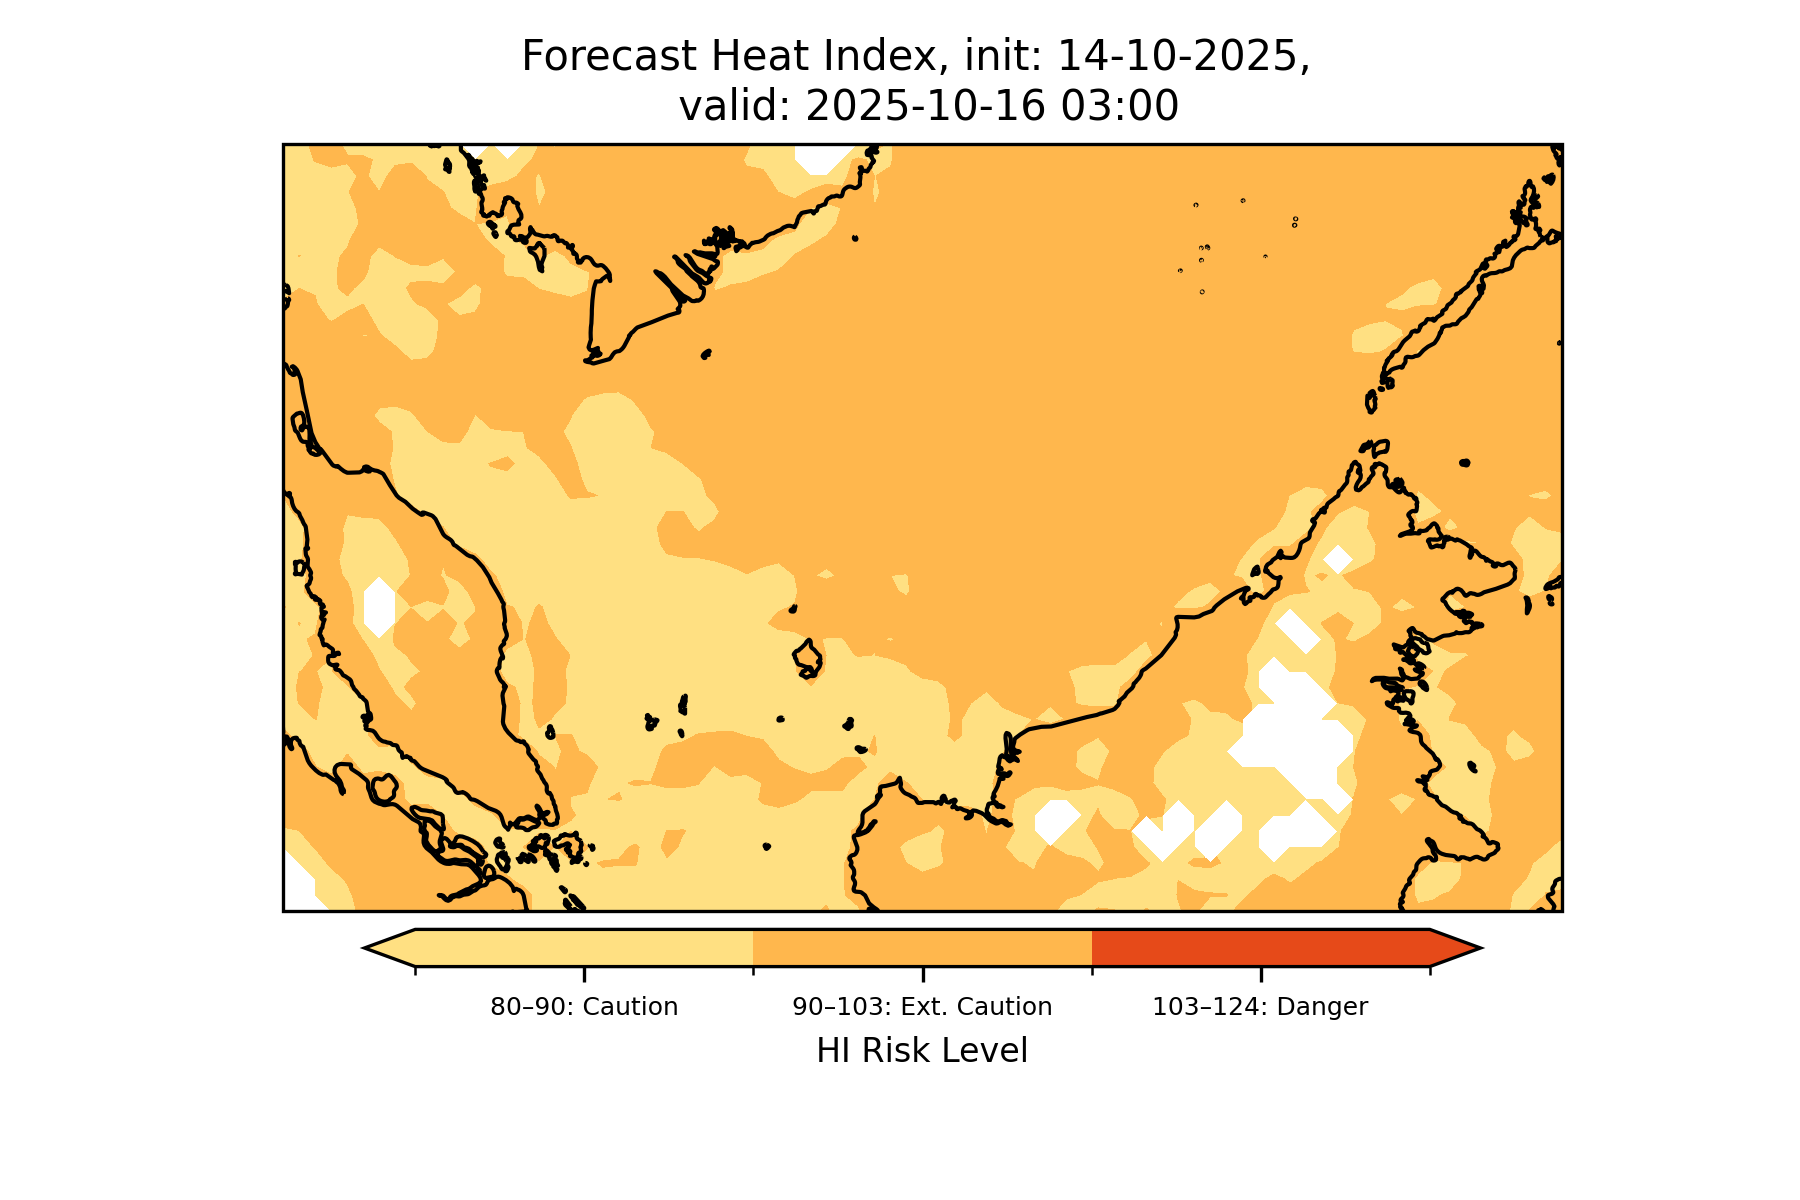 Forecast Heat Index, init: 14-10-2025,
valid: 2025-10-16 03:00
80–90: Caution
90–103: Ext. Caution
103–124: Danger
HI Risk Level